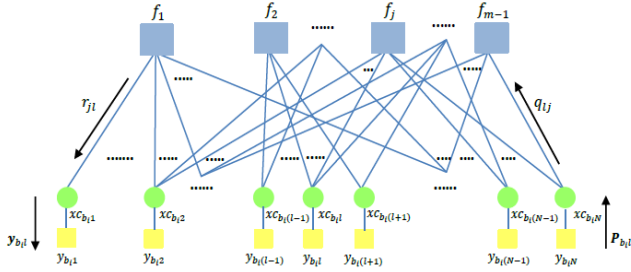 f₁ f₂ ...... f_j ...... f_{m-1}
..... ... .....
r_{jl} q_{lj}
....... ..... ..... ...... ..... .... ....
...... ......
xc_{b_i1} xc_{b_i2} xc_{b_i(l-1)} xc_{b_il} xc_{b_i(l+1)} xc_{b_i(N-1)} xc_{b_iN}
y_{b_il} P_{b_il}
y_{b_i1} y_{b_i2} y_{b_i(l-1)} y_{b_il} y_{b_i(l+1)} y_{b_i(N-1)} y_{b_iN}